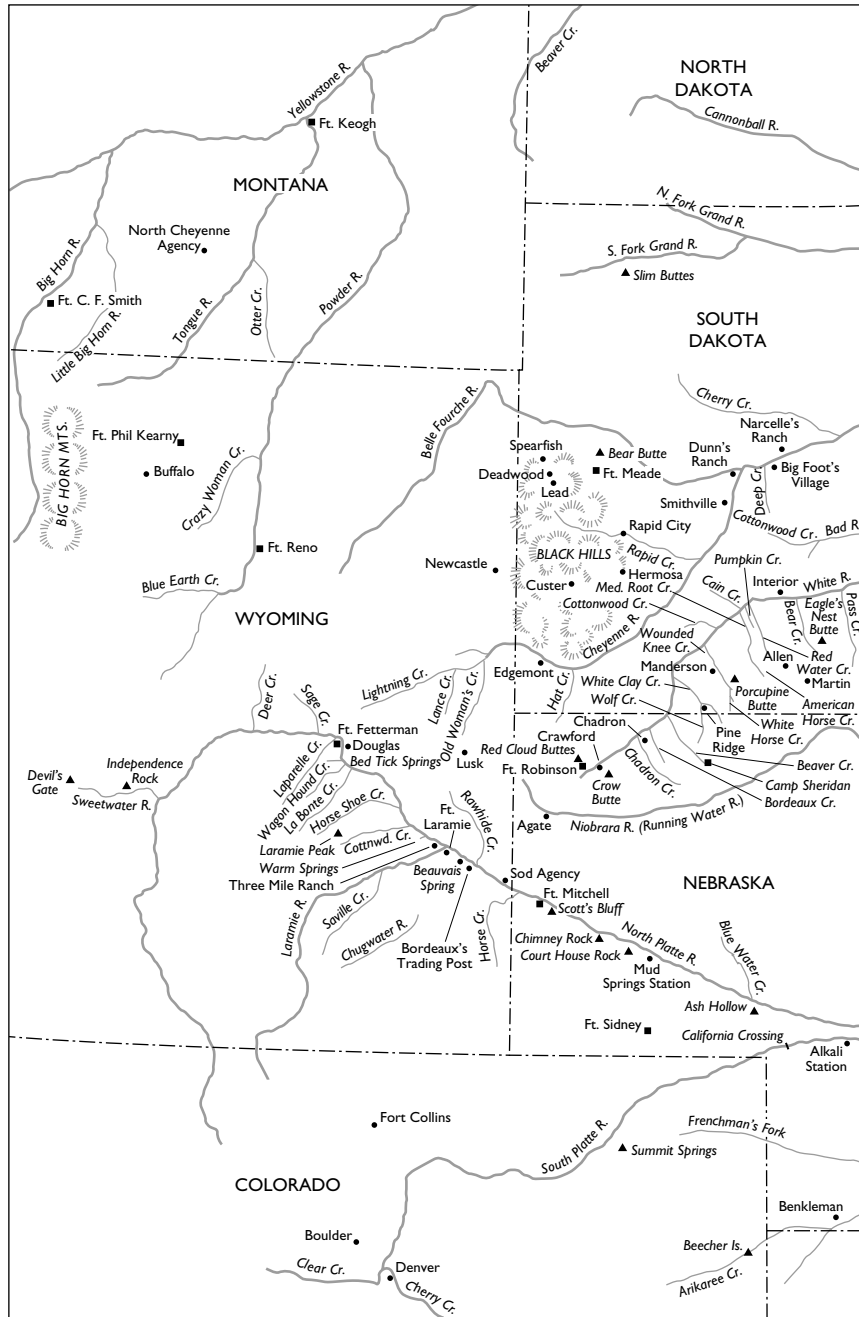 Beaver Cr.
NORTH
DAKOTA
Cannonball R.
Yellowstone R.
Ft. Keogh
MONTANA
North Cheyenne
Agency
Big Horn R.
Ft. C. F. Smith
Little Big Horn R.
Tongue R.
Otter Cr.
Powder R.
N. Fork Grand R.
S. Fork Grand R.
Slim Buttes
SOUTH
DAKOTA
Cherry Cr.
Narcelle's
Ranch
Dunn's
Ranch
Big Foot's
Village
Deep Cr.
Smithville
Cottonwood Cr.
Bad R.
BIG HORN MTS.
Ft. Phil Kearny
Buffalo
Crazy Woman Cr.
Belle Fourche R.
Ft. Reno
Blue Earth Cr.
Spearfish
Bear Butte
Deadwood
Ft. Meade
Lead
Rapid City
Rapid Cr.
BLACK HILLS
Newcastle
Custer
Hermosa
Med. Root Cr.
Cottonwood Cr.
Cheyenne R.
Pumpkin Cr.
Cain Cr.
Interior
White R.
Bear Cr.
Eagle's
Nest
Butte
Pass Cr.
Wounded
Knee Cr.
Manderson
White Clay Cr.
Wolf Cr.
Porcupine
Butte
Allen
Red
Water Cr.
Martin
American
Horse Cr.
White
Horse Cr.
Pine
Ridge
Beaver Cr.
Camp Sheridan
Bordeaux Cr.
WYOMING
Edgemont
Hat Cr.
Lightning Cr.
Lance Cr.
Old Woman's Cr.
Lusk
Deer Cr.
Sage Cr.
Ft. Fetterman
Douglas
Bed Tick Springs
Laparelle Cr.
Wagon Hound Cr.
La Bonte Cr.
Horse Shoe Cr.
Independence
Rock
Devil's
Gate
Sweetwater R.
Laramie Peak
Cottnwd. Cr.
Warm Springs
Three Mile Ranch
Ft.
Laramie
Rawhide Cr.
Beauvais
Spring
Bordeaux's
Trading Post
Laramie R.
Saville Cr.
Chugwater R.
Horse Cr.
Chadron
Crawford
Red Cloud Buttes
Ft. Robinson
Crow
Butte
Chadron Cr.
Agate
Niobrara R. (Running Water R.)
Sod Agency
Ft. Mitchell
Scott's Bluff
NEBRASKA
Chimney Rock
Court House Rock
North Platte R.
Mud
Springs Station
Blue Water Cr.
Ash Hollow
Ft. Sidney
California Crossing
Alkali
Station
Fort Collins
South Platte R.
Frenchman's Fork
Summit Springs
COLORADO
Benkleman
Boulder
Beecher Is.
Clear Cr.
Denver
Arikaree Cr.
Cherry Cr.